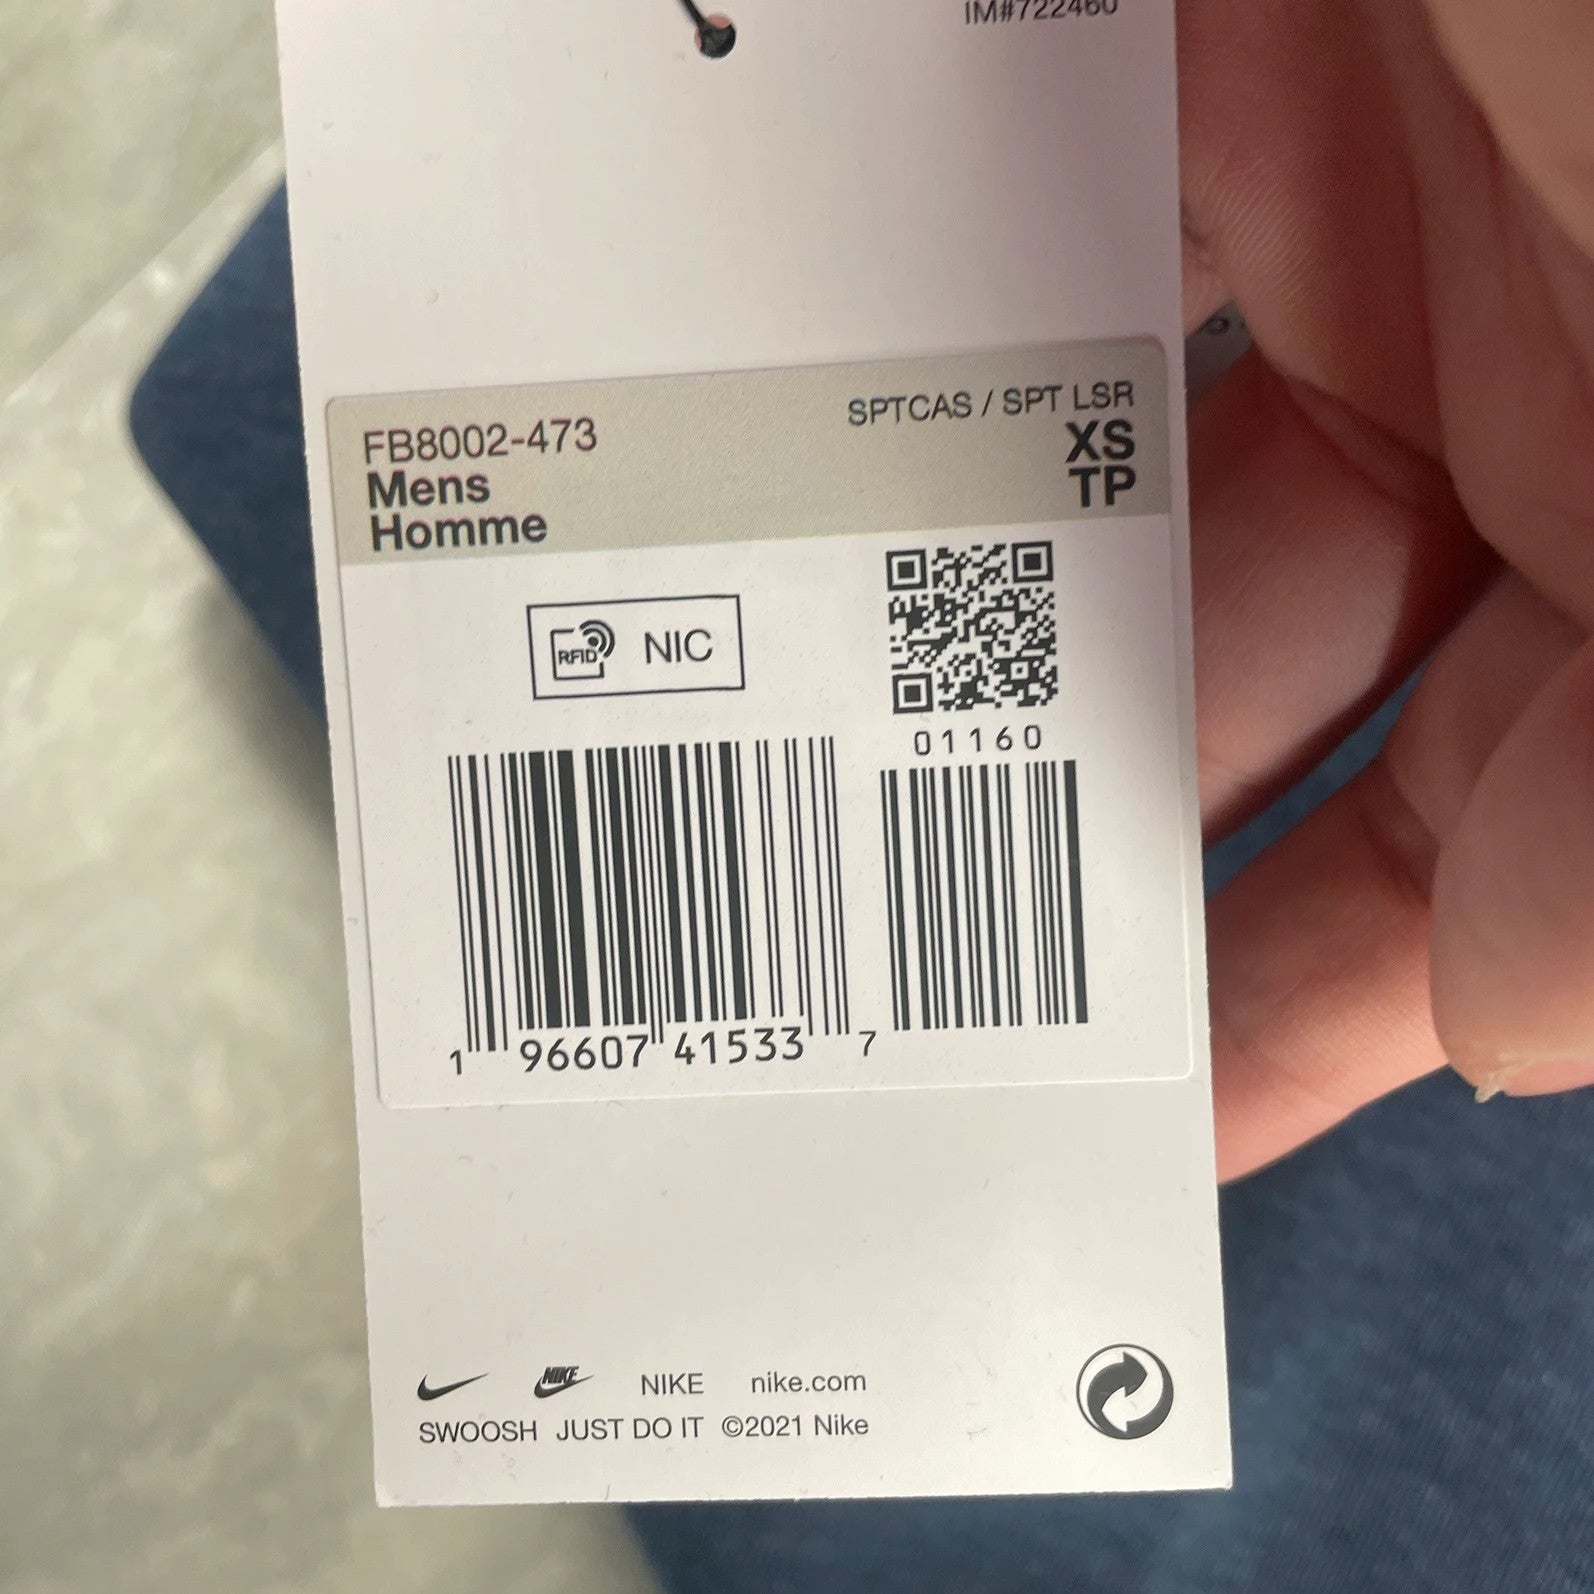 IM#722460
SPTCAS / SPT LSR
FB8002-473
XS
Mens
TP
Homme
RFID NIC
01160
1 96607 41533 7
NIKE NIKE nike.com
SWOOSH JUST DO IT ©2021 Nike